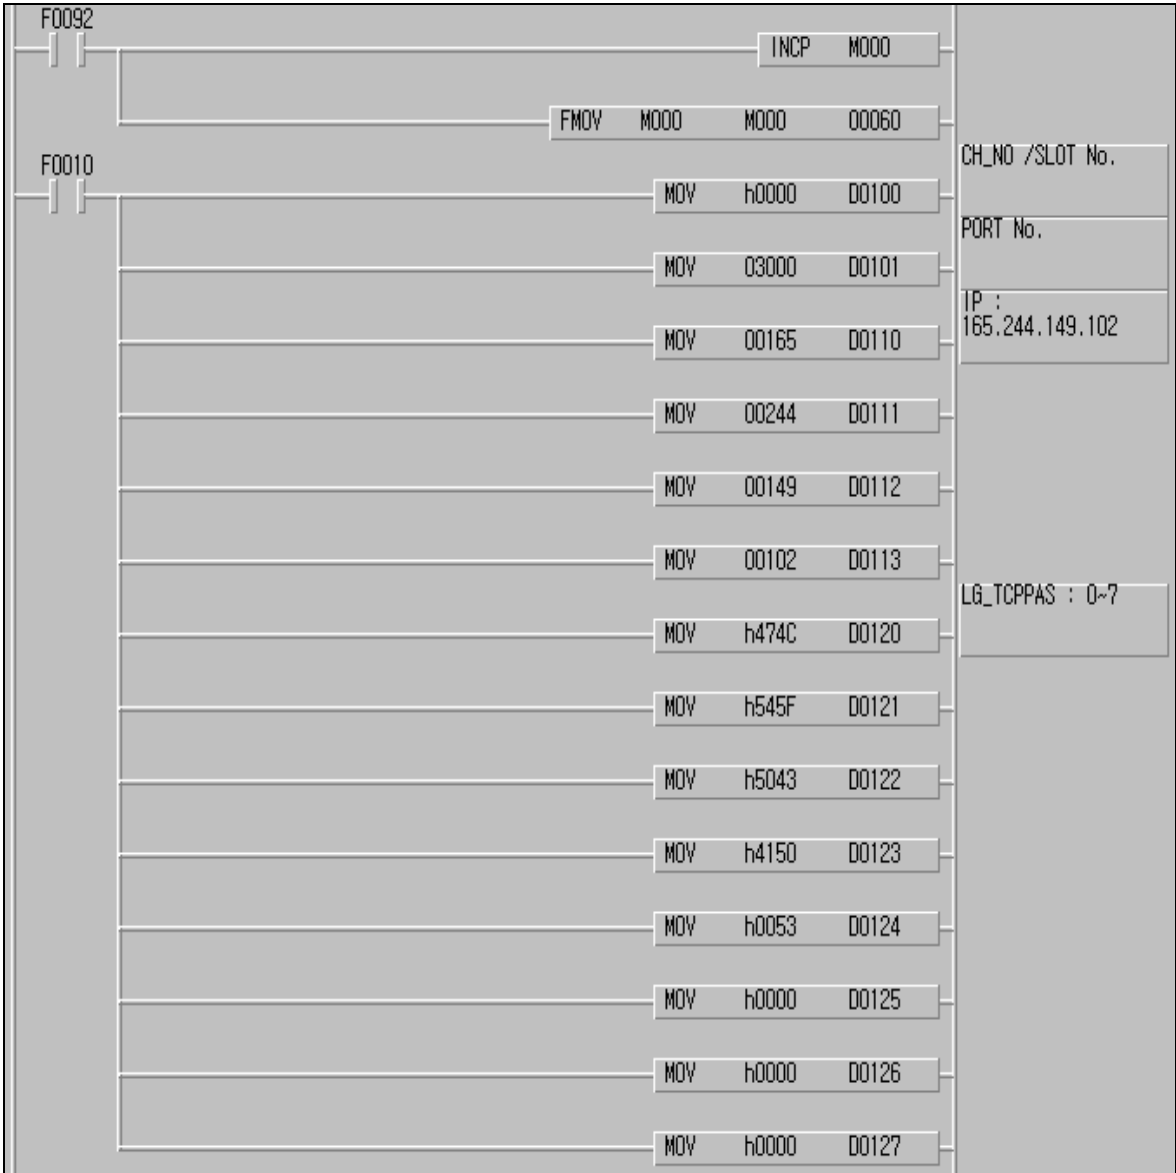 F0092
INCP M000
FMOV M000 M000 00060
CH_NO /SLOT No.
F0010
MOV h0000 D0100
PORT No.
MOV 03000 D0101
IP :
165.244.149.102
MOV 00165 D0110
MOV 00244 D0111
MOV 00149 D0112
MOV 00102 D0113
LG_TCPPAS : 0~7
MOV h474C D0120
MOV h545F D0121
MOV h5043 D0122
MOV h4150 D0123
MOV h0053 D0124
MOV h0000 D0125
MOV h0000 D0126
MOV h0000 D0127